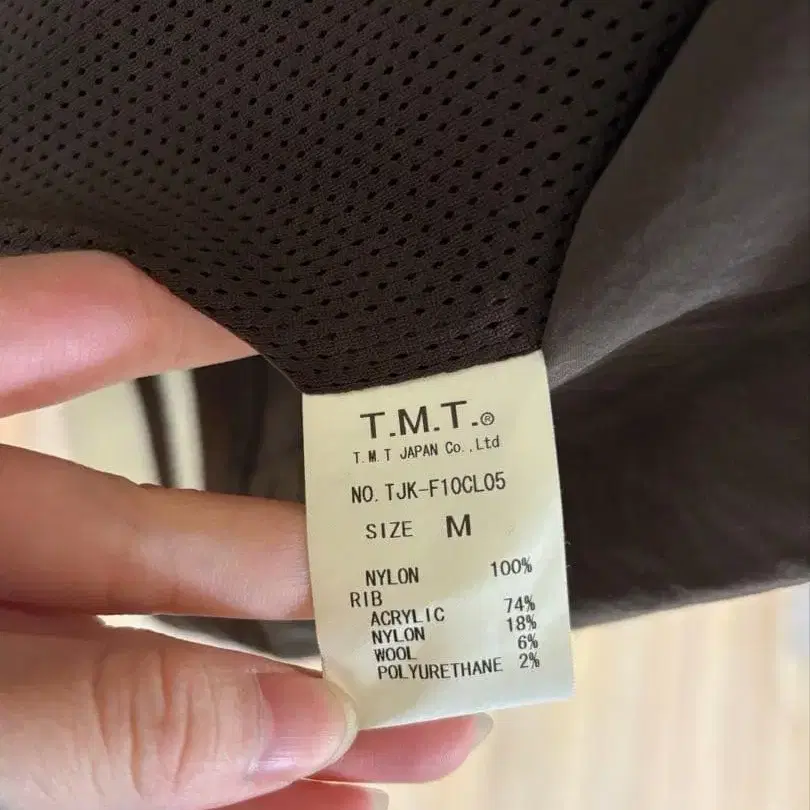 T.M.T.®
T.M.T JAPAN Co.,Ltd
NO. TJK-F10CL05
SIZE M
NYLON 100%
RIB
ACRYLIC 74%
NYLON 18%
WOOL 6%
POLYURETHANE 2%